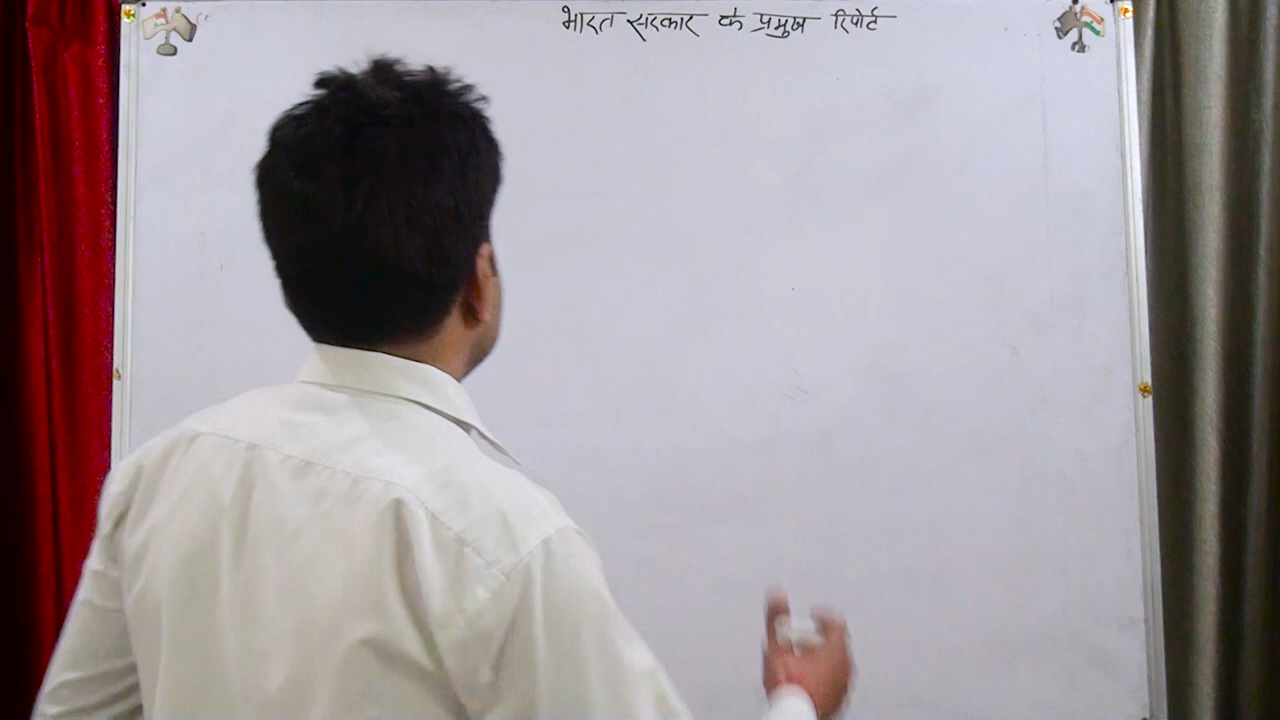 भारत सरकार के प्रमुख रिपोर्ट